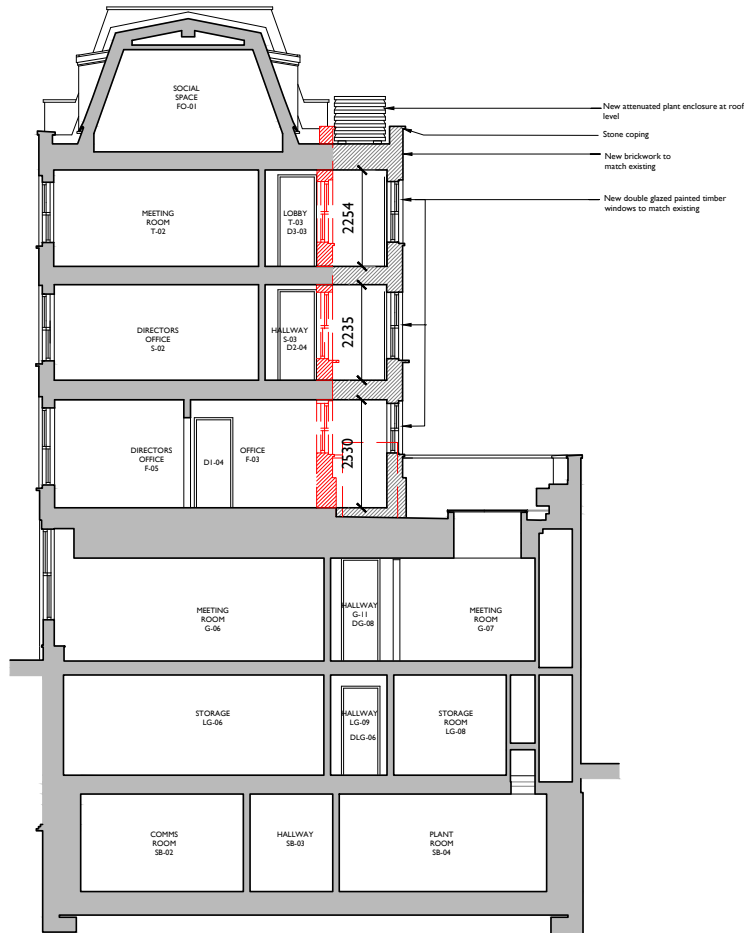 SOCIAL
SPACE
FO-01
New attenuated plant enclosure at roof
level
Stone coping
New brickwork to
match existing
New double glazed painted timber
windows to match existing
MEETING
ROOM
T-02
LOBBY
T-03
D3-03
2254
DIRECTORS
OFFICE
S-02
HALLWAY
S-03
D2-04
2235
DIRECTORS
OFFICE
F-05
D1-04
OFFICE
F-03
2530
MEETING
ROOM
G-06
HALLWAY
G-11
DG-08
MEETING
ROOM
G-07
STORAGE
LG-06
HALLWAY
LG-09
DLG-06
STORAGE
ROOM
LG-08
COMMS
ROOM
SB-02
HALLWAY
SB-03
PLANT
ROOM
SB-04